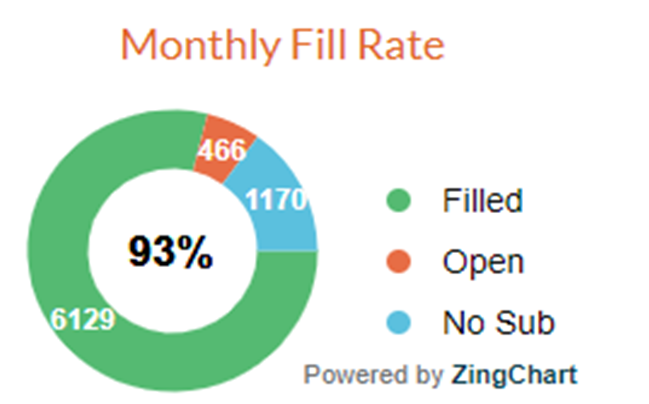 Monthly Fill Rate
466
1170
93%
6129
Filled
Open
No Sub
Powered by ZingChart